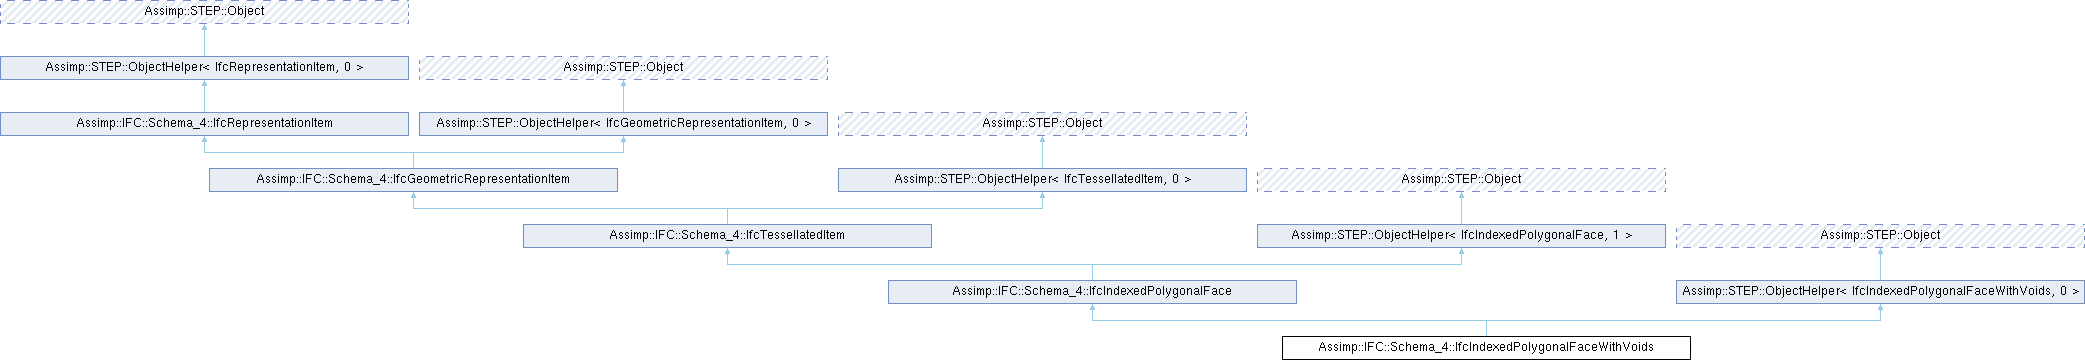 Assimp::STEP::Object
Assimp::STEP::ObjectHelper< IfcRepresentationItem, 0 >
Assimp::STEP::Object
Assimp::IFC::Schema_4::IfcRepresentationItem
Assimp::STEP::ObjectHelper< IfcGeometricRepresentationItem, 0 >
Assimp::STEP::Object
Assimp::IFC::Schema_4::IfcGeometricRepresentationItem
Assimp::STEP::ObjectHelper< IfcTessellatedItem, 0 >
Assimp::STEP::Object
Assimp::IFC::Schema_4::IfcTessellatedItem
Assimp::STEP::ObjectHelper< IfcIndexedPolygonalFace, 1 >
Assimp::STEP::Object
Assimp::IFC::Schema_4::IfcIndexedPolygonalFace
Assimp::STEP::ObjectHelper< IfcIndexedPolygonalFaceWithVoids, 0 >
Assimp::IFC::Schema_4::IfcIndexedPolygonalFaceWithVoids